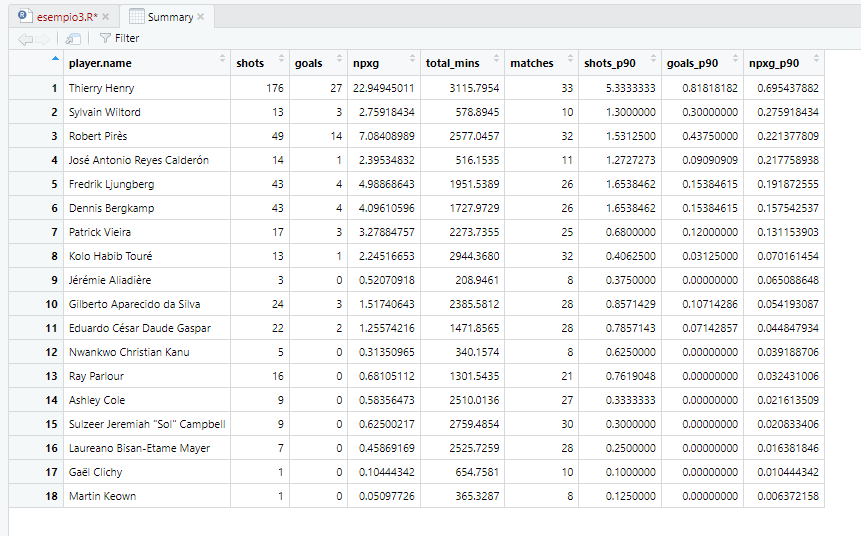 esempio3.R*
Summary
Filter
player.name shots goals npxg total_mins matches shots_p90 goals_p90 npxg_p90
1 Thierry Henry 176 27 22.94945011 3115.7954 33 5.3333333 0.81818182 0.695437882
2 Sylvain Wiltord 13 3 2.75918434 578.8945 10 1.3000000 0.30000000 0.275918434
3 Robert Pirès 49 14 7.08408989 2577.0457 32 1.5312500 0.43750000 0.221377809
4 José Antonio Reyes Calderón 14 1 2.39534832 516.1535 11 1.2727273 0.09090909 0.217758938
5 Fredrik Ljungberg 43 4 4.98868643 1951.5389 26 1.6538462 0.15384615 0.191872555
6 Dennis Bergkamp 43 4 4.09610596 1727.9729 26 1.6538462 0.15384615 0.157542537
7 Patrick Vieira 17 3 3.27884757 2273.7355 25 0.6800000 0.12000000 0.131153903
8 Kolo Habib Touré 13 1 2.24516653 2944.3680 32 0.4062500 0.03125000 0.070161454
9 Jérémie Aliadière 3 0 0.52070918 208.9461 8 0.3750000 0.00000000 0.065088648
10 Gilberto Aparecido da Silva 24 3 1.51740643 2385.5812 28 0.8571429 0.10714286 0.054193087
11 Eduardo César Daude Gaspar 22 2 1.25574216 1471.8565 28 0.7857143 0.07142857 0.044847934
12 Nwankwo Christian Kanu 5 0 0.31350965 340.1574 8 0.6250000 0.00000000 0.039188706
13 Ray Parlour 16 0 0.68105112 1301.5435 21 0.7619048 0.00000000 0.032431006
14 Ashley Cole 9 0 0.58356473 2510.0136 27 0.3333333 0.00000000 0.021613509
15 Sulzeer Jeremiah "Sol" Campbell 9 0 0.62500217 2759.4854 30 0.3000000 0.00000000 0.020833406
16 Laureano Bisan-Etame Mayer 7 0 0.45869169 2525.7259 28 0.2500000 0.00000000 0.016381846
17 Gaël Clichy 1 0 0.10444342 654.7581 10 0.1000000 0.00000000 0.010444342
18 Martin Keown 1 0 0.05097726 365.3287 8 0.1250000 0.00000000 0.006372158